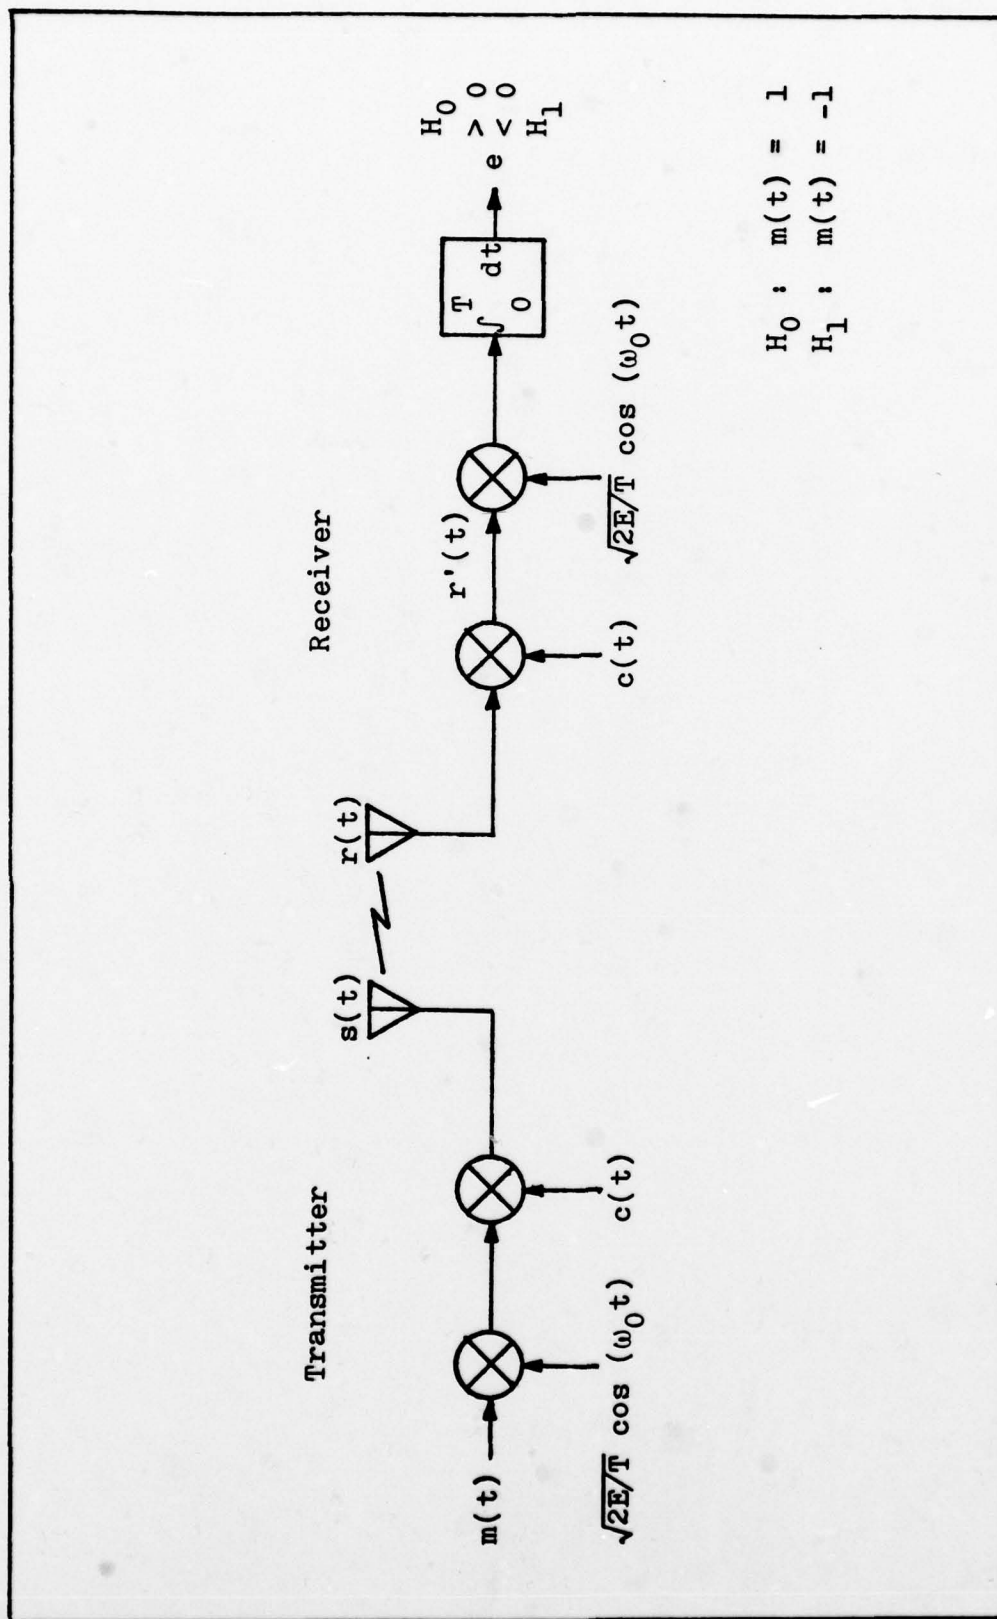 Transmitter
Receiver
m(t)
√2E/T cos (ω₀t)
c(t)
s(t)
r(t)
c(t)
r'(t)
√2E/T cos (ω₀t)
∫₀ᵀ dt
e > 0 H₀
< 0 H₁
H₀ : m(t) = 1
H₁ : m(t) = -1